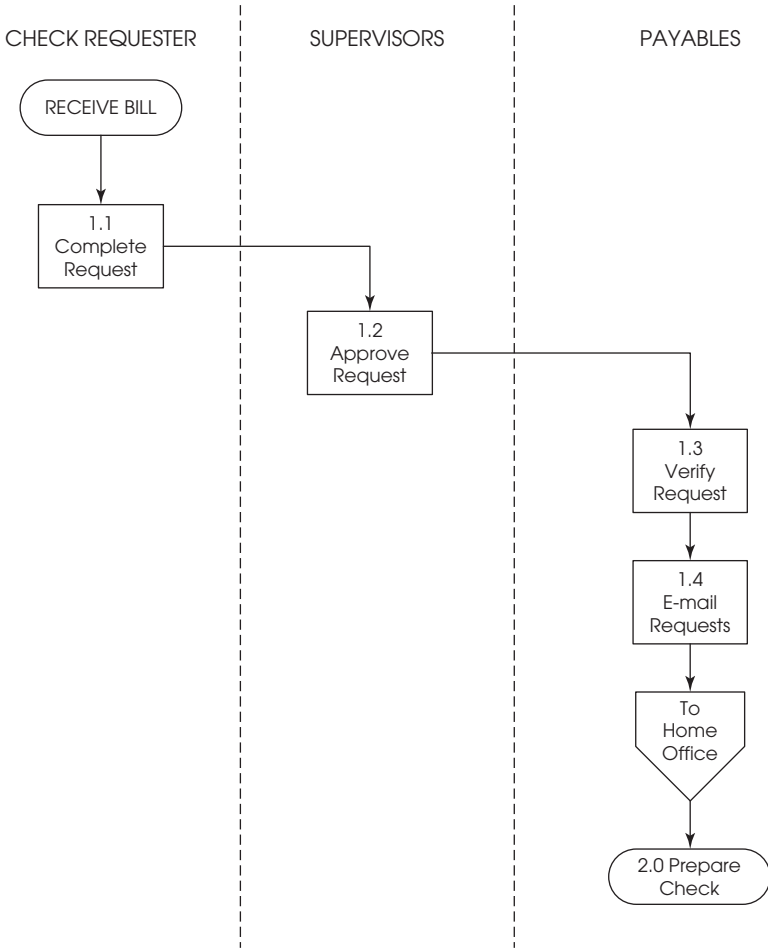 CHECK REQUESTER
SUPERVISORS
PAYABLES
RECEIVE BILL
1.1
Complete
Request
1.2
Approve
Request
1.3
Verify
Request
1.4
E-mail
Requests
To
Home
Office
2.0 Prepare
Check